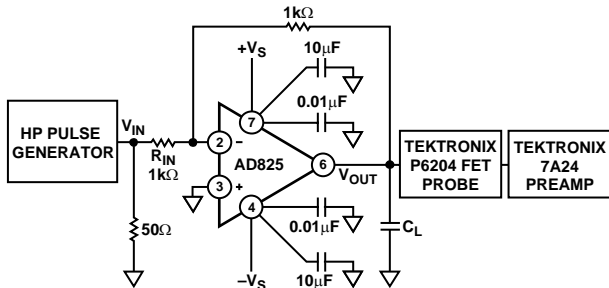 1kΩ
+VS
10μF
0.01μF
HP PULSE
GENERATOR
VIN
RIN
1kΩ
50Ω
2
–
3
+
7
AD825
4
6
VOUT
0.01μF
10μF
–VS
CL
TEKTRONIX
P6204 FET
PROBE
TEKTRONIX
7A24
PREAMP